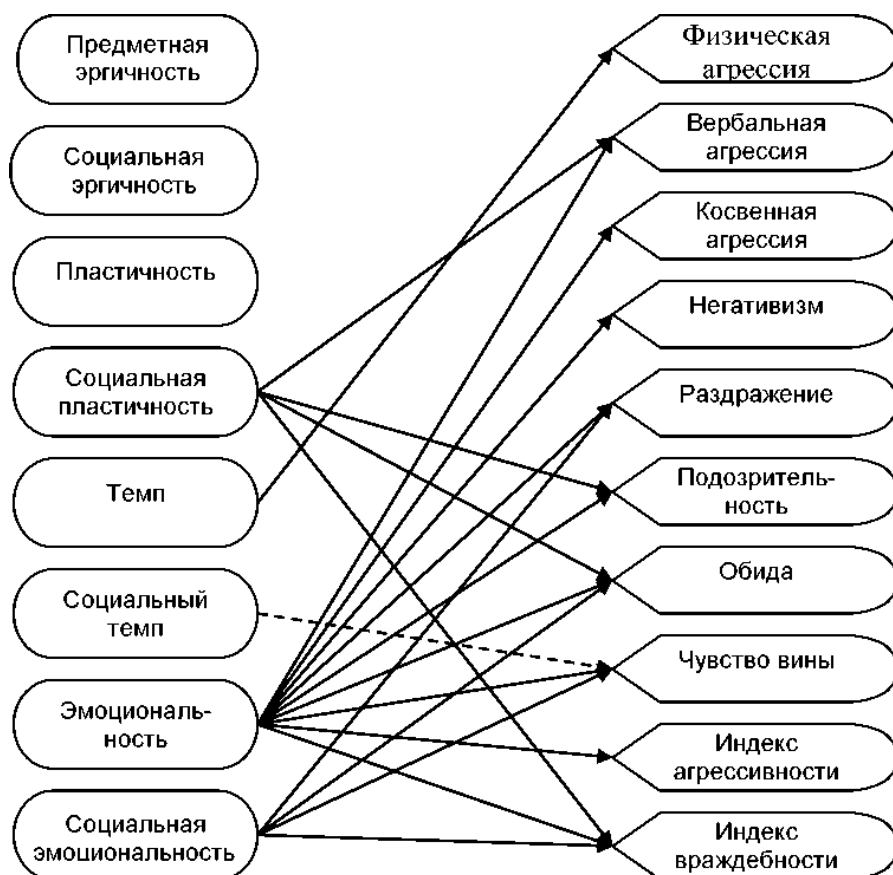 Предметная
эргичность
Социальная
эргичность
Пластичность
Социальная
пластичность
Темп
Социальный
темп
Эмоциональ-
ность
Социальная
эмоциональность
Физическая
агрессия
Вербальная
агрессия
Косвенная
агрессия
Негативизм
Раздражение
Подозритель-
ность
Обида
Чувство вины
Индекс
агрессивности
Индекс
враждебности